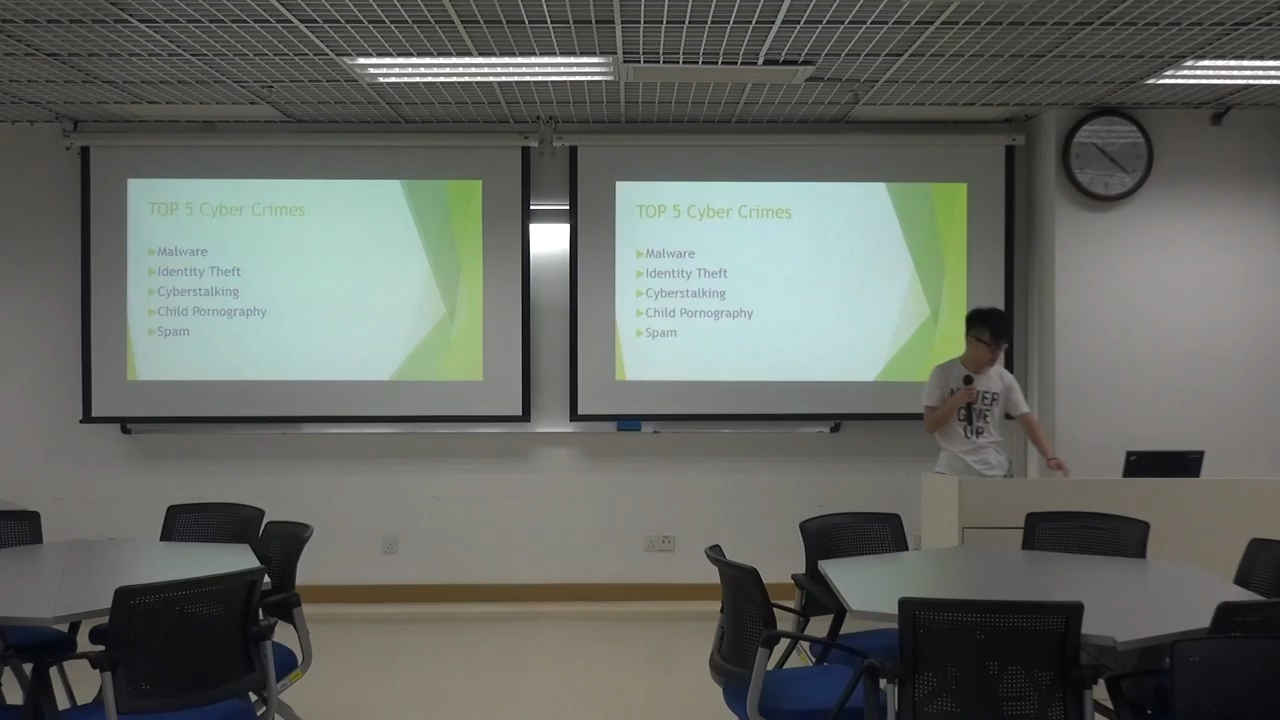 TOP 5 Cyber Crimes
Malware
Identity Theft
Cyberstalking
Child Pornography
Spam
TOP 5 Cyber Crimes
Malware
Identity Theft
Cyberstalking
Child Pornography
Spam
NEVER
GIVE
UP